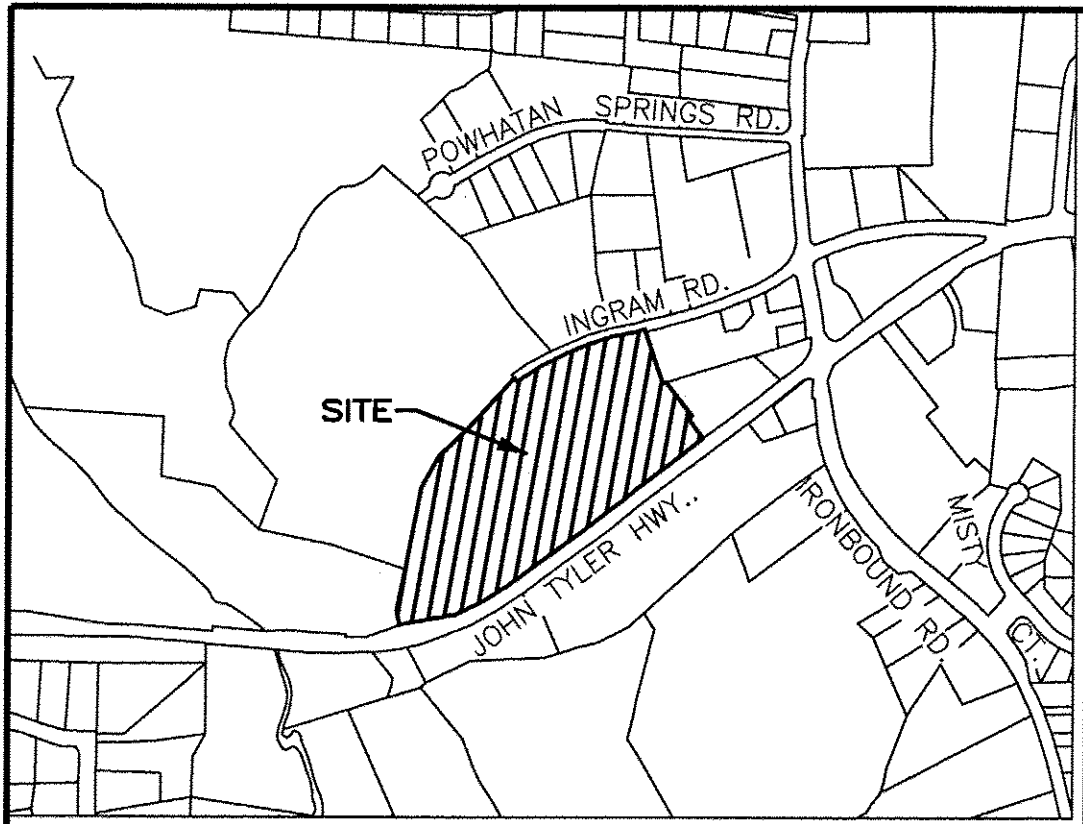 POWHATAN SPRINGS RD.
INGRAM RD.
SITE
JOHN TYLER HWY..
IRONBOUND RD.
MISTY CT.